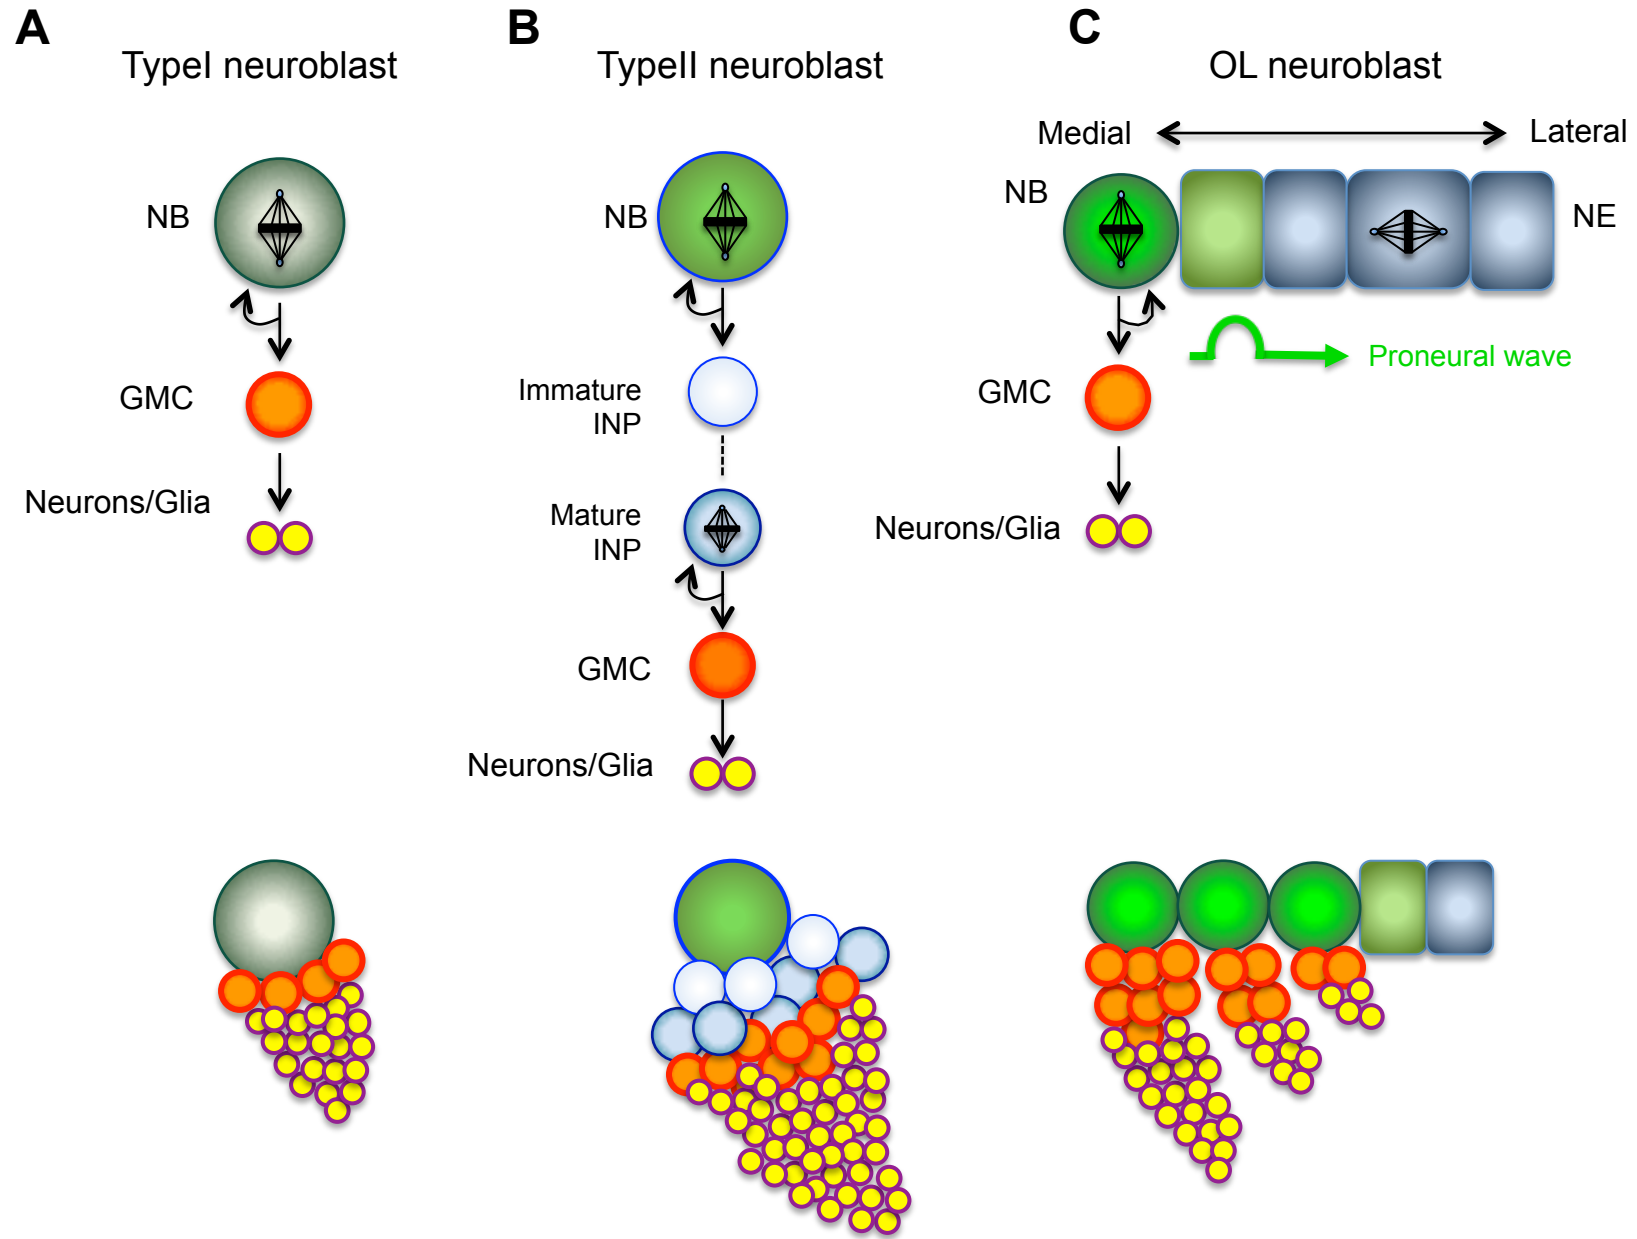 A
TypeI neuroblast
NB
GMC
Neurons/Glia
B
TypeII neuroblast
NB
Immature
INP
Mature
INP
GMC
Neurons/Glia
C
OL neuroblast
Medial
Lateral
NB
NE
Proneural wave
GMC
Neurons/Glia